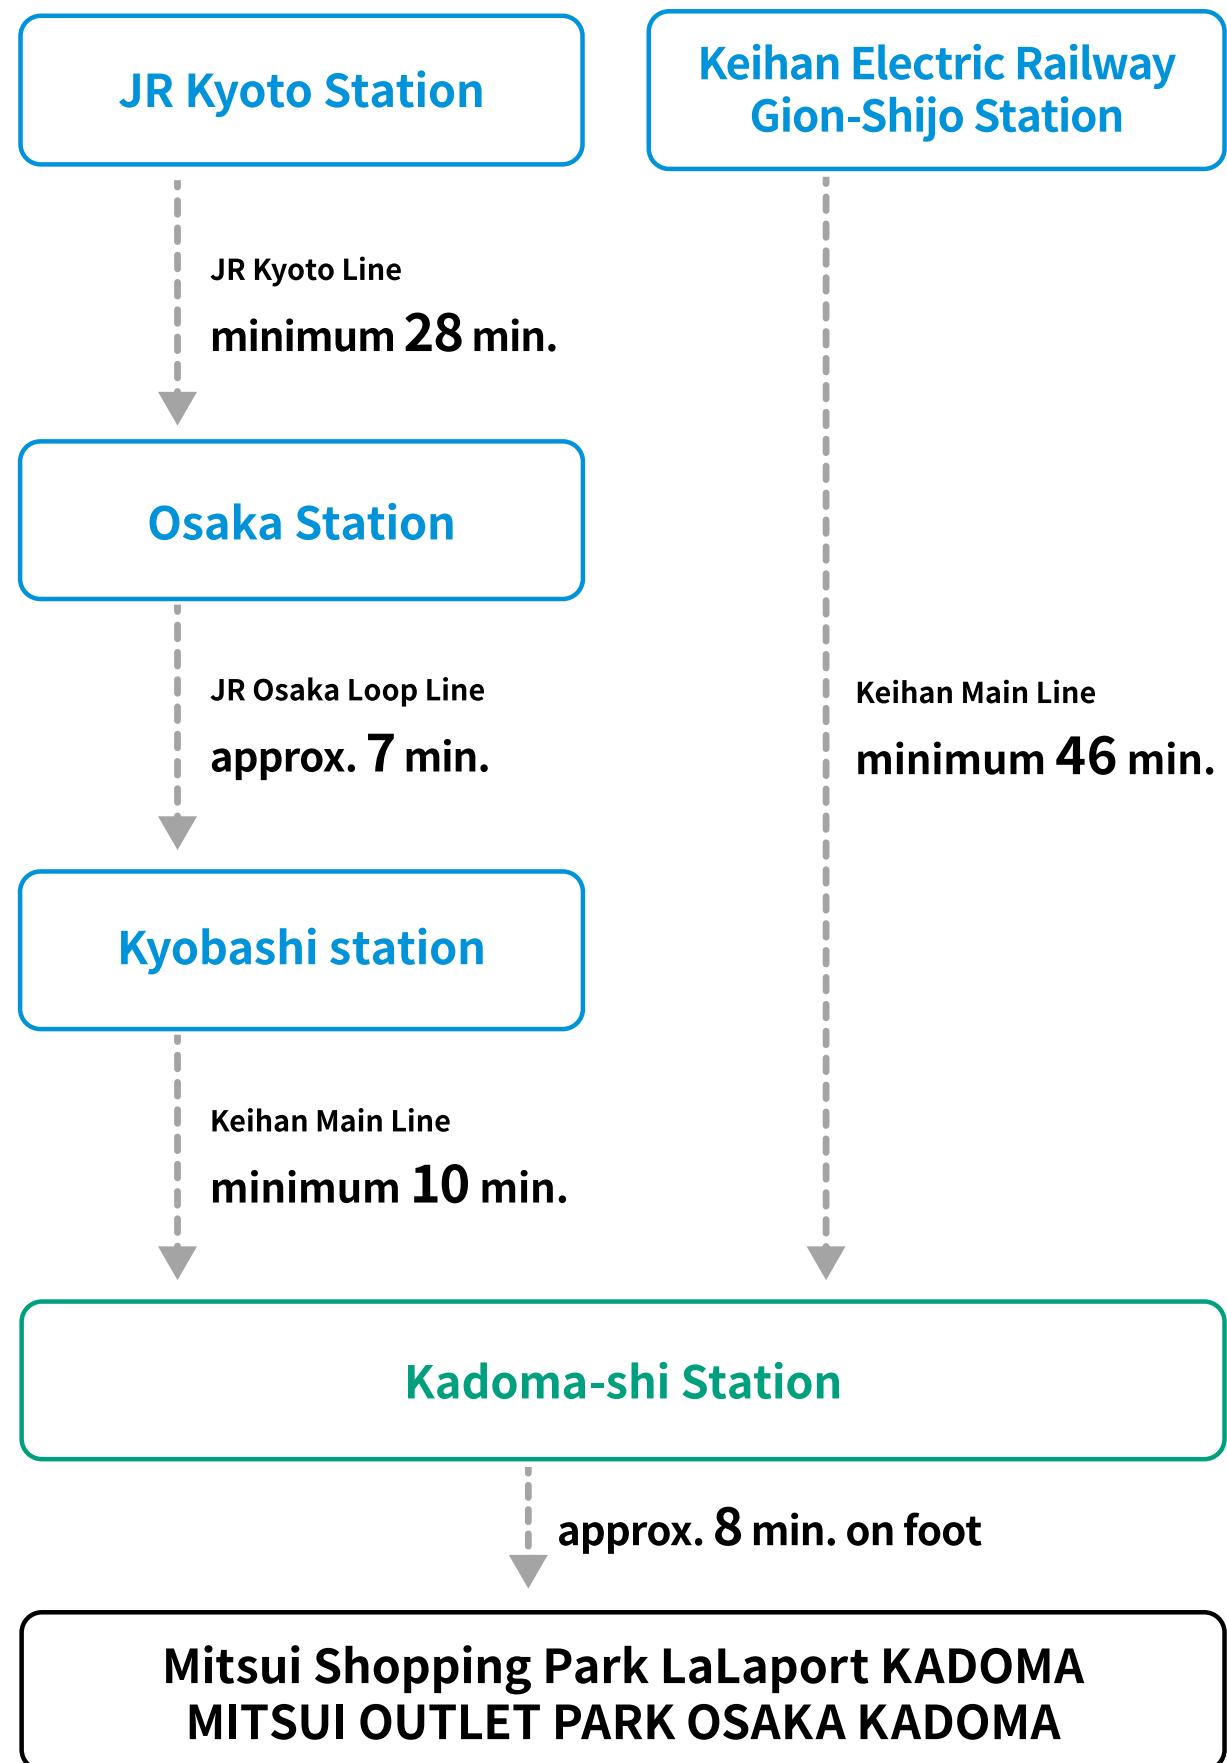 JR Kyoto Station
JR Kyoto Line
minimum 28 min.
Osaka Station
JR Osaka Loop Line
approx. 7 min.
Kyobashi station
Keihan Main Line
minimum 10 min.
Keihan Electric Railway
Gion-Shijo Station
Keihan Main Line
minimum 46 min.
Kadoma-shi Station
approx. 8 min. on foot
Mitsui Shopping Park LaLaport KADOMA
MITSUI OUTLET PARK OSAKA KADOMA